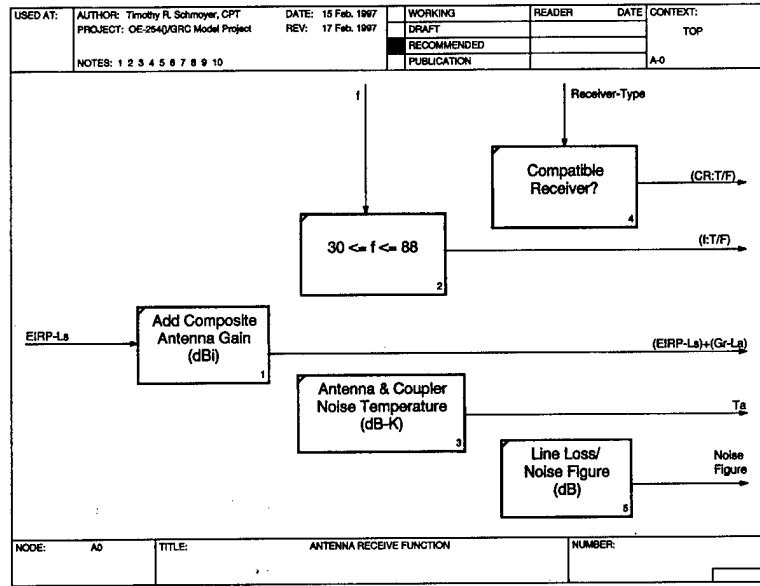 USED AT: AUTHOR: Timothy R. Schmoyer, CPT DATE: 15 Feb. 1997 WORKING READER DATE CONTEXT:
PROJECT: OE-254()/GRC Model Project REV: 17 Feb. 1997 DRAFT TOP
RECOMMENDED
NOTES: 1 2 3 4 5 6 7 8 9 10 PUBLICATION A-0
f
Receiver-Type
Compatible
Receiver?
4
(CR:T/F)
30 <= f <= 88
2
(f:T/F)
EIRP-Ls
Add Composite
Antenna Gain
(dBi)
1
(EIRP-Ls)+(Gr-La)
Antenna & Coupler
Noise Temperature
(dB-K)
3
Ta
Line Loss/
Noise Figure
(dB)
5
Noise
Figure
NODE: A0 TITLE: ANTENNA RECEIVE FUNCTION NUMBER: